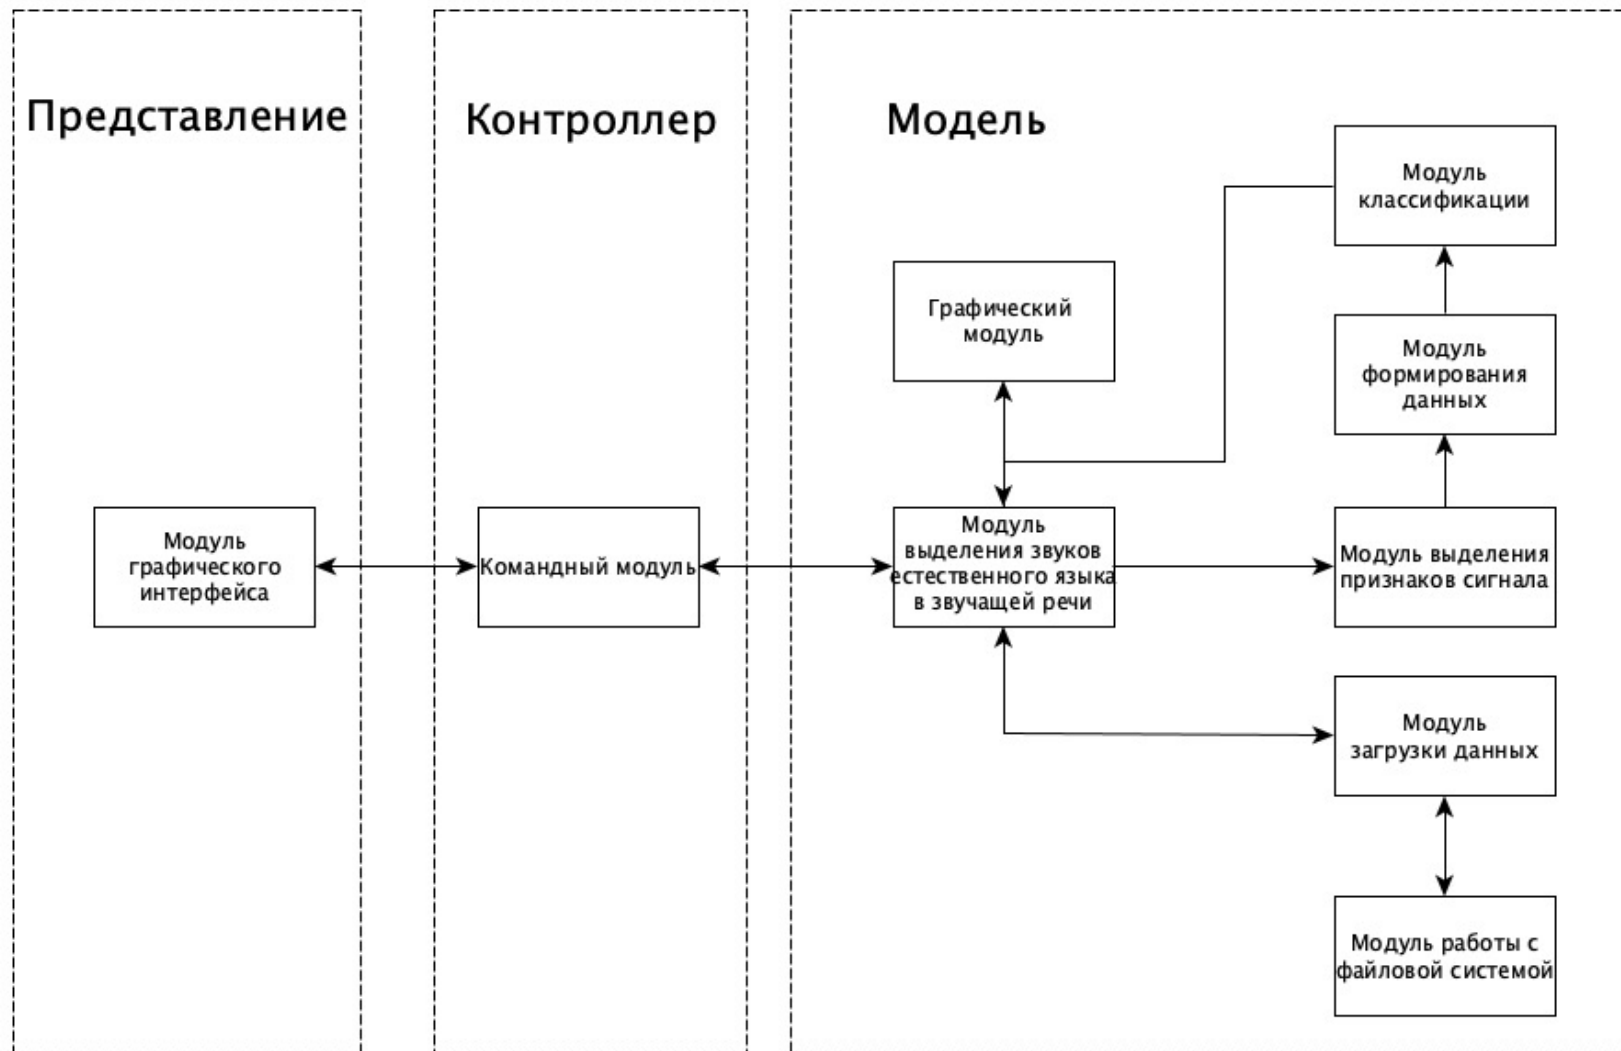 Представление
Контроллер
Модель
Модуль
классификации
Графический
модуль
Модуль
формирования
данных
Модуль
графического
интерфейса
Командный модуль
Модуль
выделения звуков
естественного языка
в звучащей речи
Модуль выделения
признаков сигнала
Модуль
загрузки данных
Модуль работы с
файловой системой